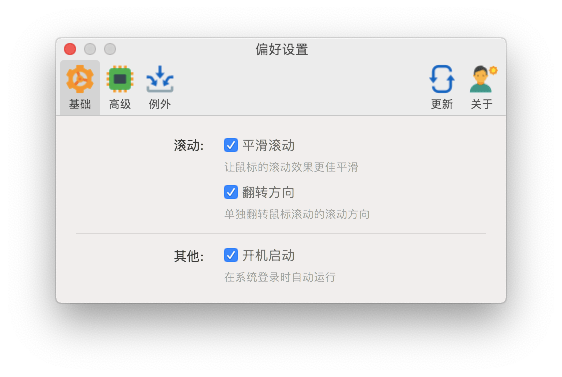 偏好设置
基础 高级 例外 更新 关于
滚动: 平滑滚动
让鼠标的滚动效果更佳平滑
翻转方向
单独翻转鼠标滚动的滚动方向
其他: 开机启动
在系统登录时自动运行